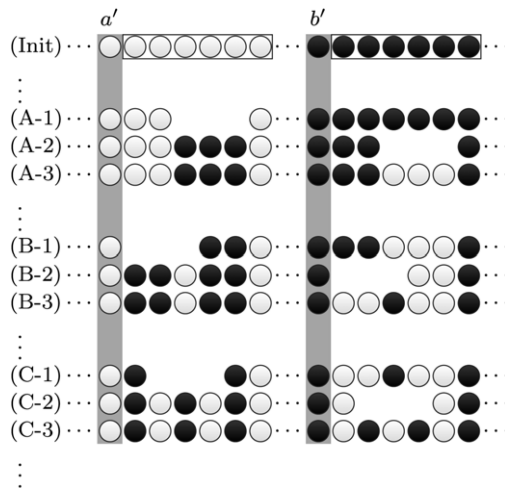 a′ b′
(Init) ··· ··· ···
⋮
(A-1) ··· ··· ···
(A-2) ··· ··· ···
(A-3) ··· ··· ···
⋮
(B-1) ··· ··· ···
(B-2) ··· ··· ···
(B-3) ··· ··· ···
⋮
(C-1) ··· ··· ···
(C-2) ··· ··· ···
(C-3) ··· ··· ···
⋮